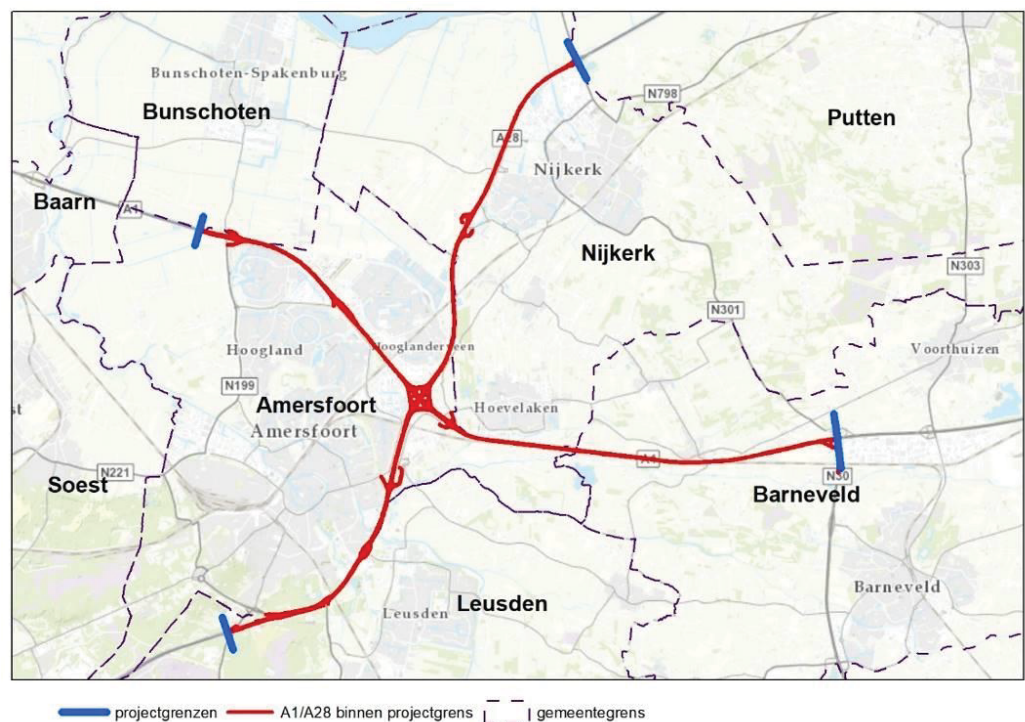 Bunschoten-Spakenburg
Bunschoten
N798
Putten
A28
Nijkerk
Baarn
A1
Nijkerk
N303
N301
Hoogland
Hooglanderveen
Voorthuizen
N199
Amersfoort
Amersfoort
Hoevelaken
st
N221
Soest
A1
N30
Barneveld
Barneveld
Leusden
Leusden
projectgrenzen A1/A28 binnen projectgrens gemeentegrens